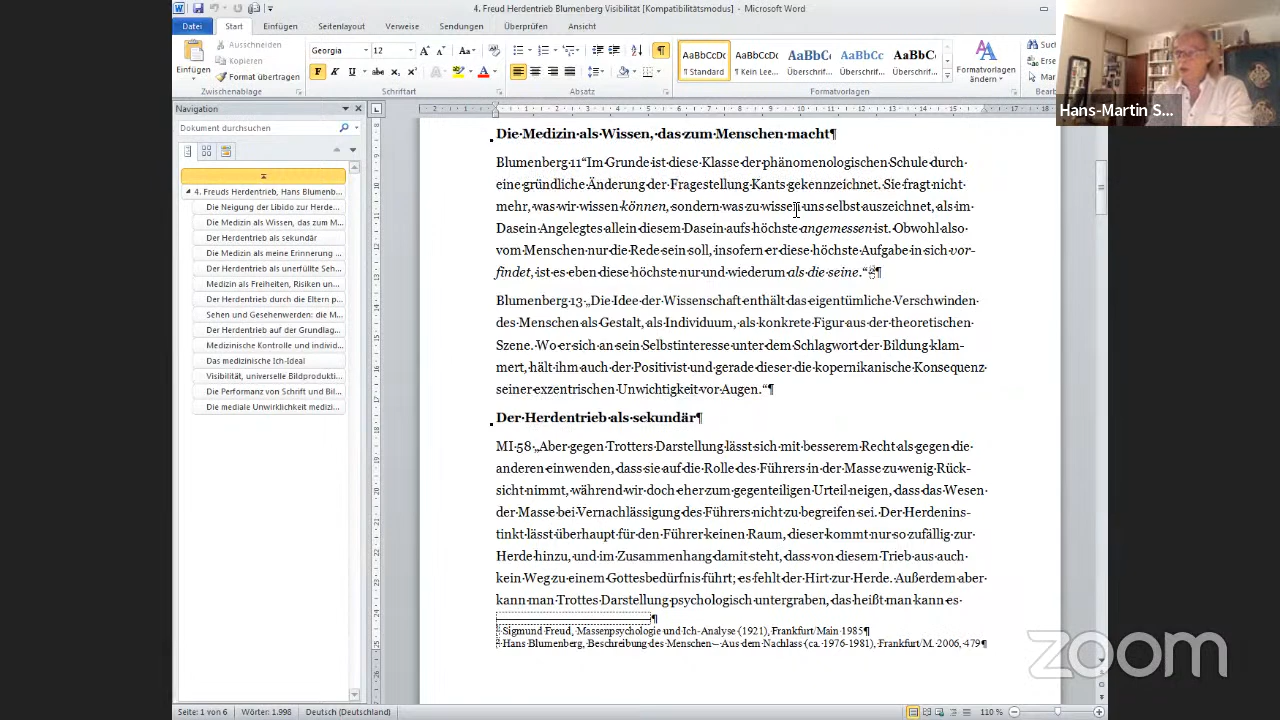 4. Freud Herdentrieb Blumenberg Visibilität [Kompatibilitätsmodus] - Microsoft Word
Datei Start Einfügen Seitenlayout Verweise Sendungen Überprüfen Ansicht
Einfügen
Ausschneiden
Kopieren
Format übertragen
Zwischenablage
Georgia 12
F K U abc x₂ x²
Schriftart
Absatz
AaBbCcDc AaBbCcDc AaBbC AaBbCc AaBbC
¶ Standard ¶ Kein Lee... Überschrif... Überschrif... Überschrif...
Formatvorlagen ändern
Formatvorlagen
Hans-Martin S...
Navigation
Dokument durchsuchen
4. Freuds Herdentrieb, Hans Blumenb...
Die Neigung der Libido zur Herden...
Die Medizin als Wissen, das zum M...
Der Herdentrieb als sekundär
Die Medizin als meine Erinnerung ...
Der Herdentrieb als unerfüllte Seh...
Medizin als Freiheiten, Risiken un...
Der Herdentrieb durch die Eltern p...
Sehen und Gesehenwerden: die M...
Der Herdentrieb auf der Grundlag...
Medizinische Kontrolle und individ...
Das medizinische Ich-Ideal
Visibilität, universelle Bildprodukti...
Die Performanz von Schrift und Bil...
Die mediale Unwirklichkeit medizi...
Die Medizin als Wissen, das zum Menschen macht¶
Blumenberg 11“Im Grunde ist diese Klasse der phänomenologischen Schule durch
eine gründliche Änderung der Fragestellung Kants gekennzeichnet. Sie fragt nicht
mehr, was wir wissen können, sondern was zu wissen uns selbst auszeichnet, als im
Dasein Angelegtes allein diesem Dasein aufs höchste angemessen ist. Obwohl also
vom Menschen nur die Rede sein soll, insofern er diese höchste Aufgabe in sich vor-
findet, ist es eben diese höchste nur und wiederum als die seine.“²¶
Blumenberg 13 „Die Idee der Wissenschaft enthält das eigentümliche Verschwinden
des Menschen als Gestalt, als Individuum, als konkrete Figur aus der theoretischen
Szene. Wo er sich an sein Selbstinteresse unter dem Schlagwort der Bildung klam-
mert, hält ihm auch der Positivist und gerade dieser die kopernikanische Konsequenz
seiner exzentrischen Unwichtigkeit vor Augen.“¶
Der Herdentrieb als sekundär¶
MI 58 „Aber gegen Trotters Darstellung lässt sich mit besserem Recht als gegen die
anderen einwenden, dass sie auf die Rolle des Führers in der Masse zu wenig Rück-
sicht nimmt, während wir doch eher zum gegenteiligen Urteil neigen, dass das Wesen
der Masse bei Vernachlässigung des Führers nicht zu begreifen sei. Der Herdenins-
tinkt lässt überhaupt für den Führer keinen Raum, dieser kommt nur so zufällig zur
Herde hinzu, und im Zusammenhang damit steht, dass von diesem Trieb aus auch
kein Weg zu einem Gottesbedürfnis führt; es fehlt der Hirt zur Herde. Außerdem aber
kann man Trottes Darstellung psychologisch untergraben, das heißt man kann es
¹ Sigmund Freud, Massenpsychologie und Ich-Analyse (1921), Frankfurt/Main 1985¶
² Hans Blumenberg, Beschreibung des Menschen – Aus dem Nachlass (ca. 1976-1981), Frankfurt/M. 2006, 479¶
zoom
Seite: 1 von 6 Wörter: 1.998 Deutsch (Deutschland) 110 %